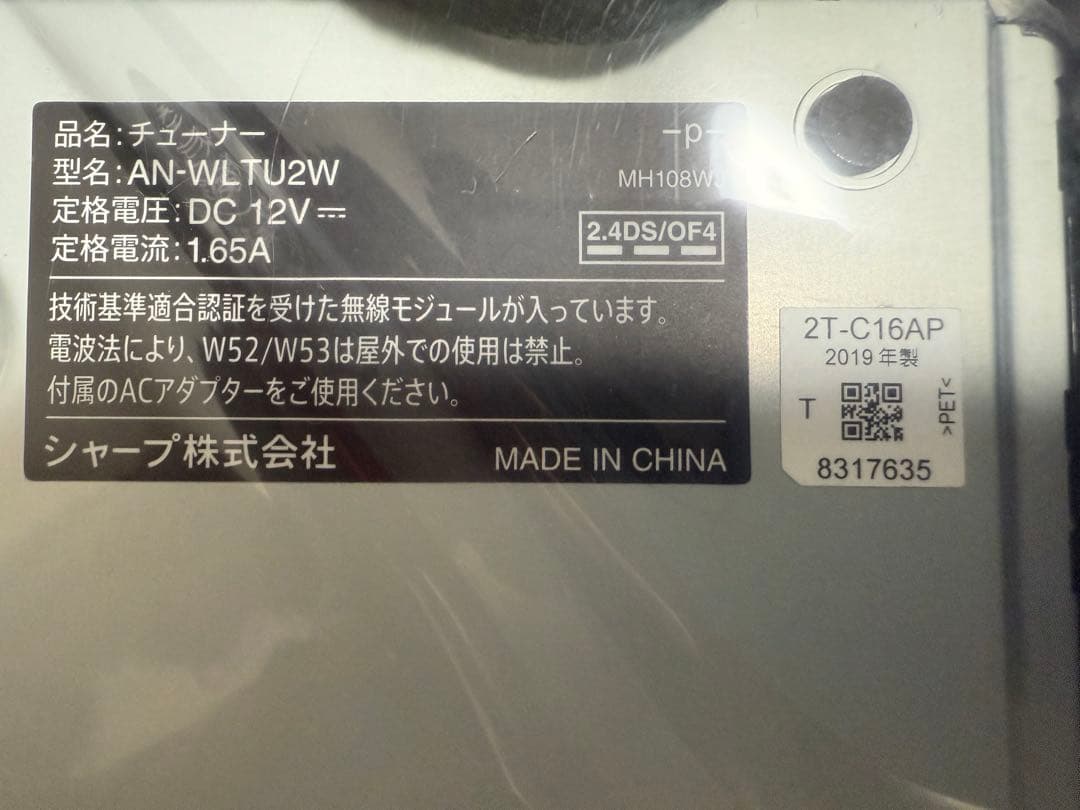 品名:チューナー
-p-
型名:AN-WLTU2W
MH108WJ
定格電圧:DC 12V⎓
定格電流:1.65A
2.4DS/OF4
技術基準適合認証を受けた無線モジュールが入っています。
電波法により、W52/W53は屋外での使用は禁止。
付属のACアダプターをご使用ください。
シャープ株式会社
MADE IN CHINA
2T-C16AP
2019年製
T
>PET<
8317635